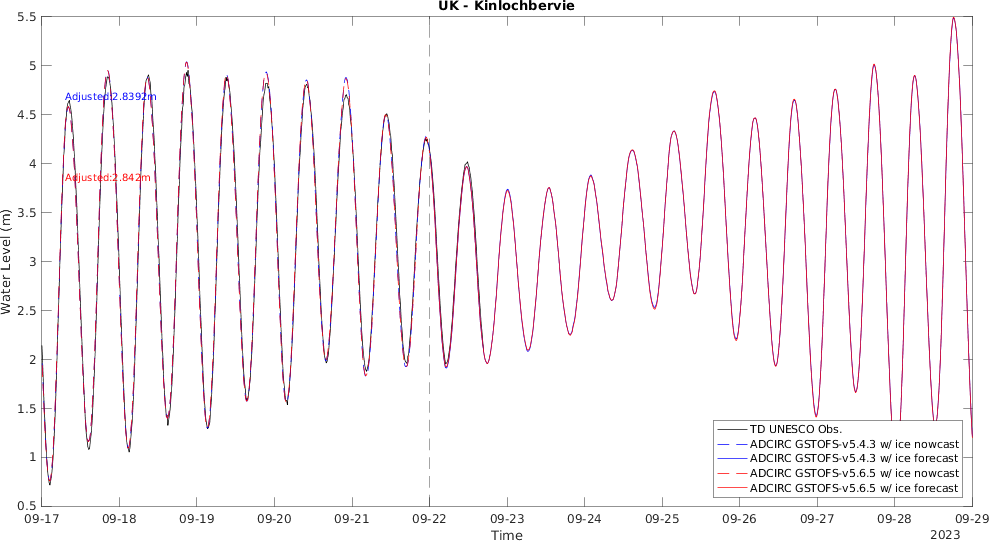 UK - Kinlochbervie
5.5
5
4.5
4
3.5
3
2.5
2
1.5
1
0.5
Water Level (m)
Adjusted:2.8392m
Adjusted:2.842m
TD UNESCO Obs.
ADCIRC GSTOFS-v5.4.3 w/ ice nowcast
ADCIRC GSTOFS-v5.4.3 w/ ice forecast
ADCIRC GSTOFS-v5.6.5 w/ ice nowcast
ADCIRC GSTOFS-v5.6.5 w/ ice forecast
09-17 09-18 09-19 09-20 09-21 09-22 09-23 09-24 09-25 09-26 09-27 09-28 09-29
Time
2023